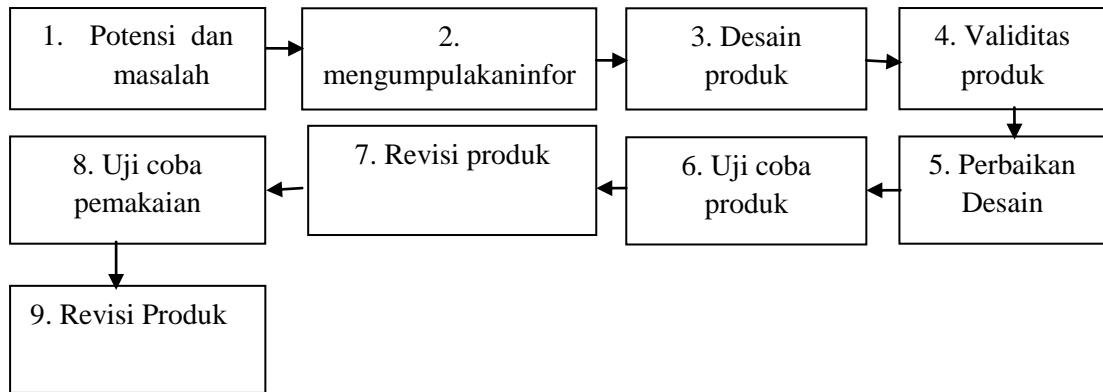 1. Potensi dan
masalah
2.
mengumpulakaninfor
3. Desain
produk
4. Validitas
produk
5. Perbaikan
Desain
6. Uji coba
produk
7. Revisi produk
8. Uji coba
pemakaian
9. Revisi Produk